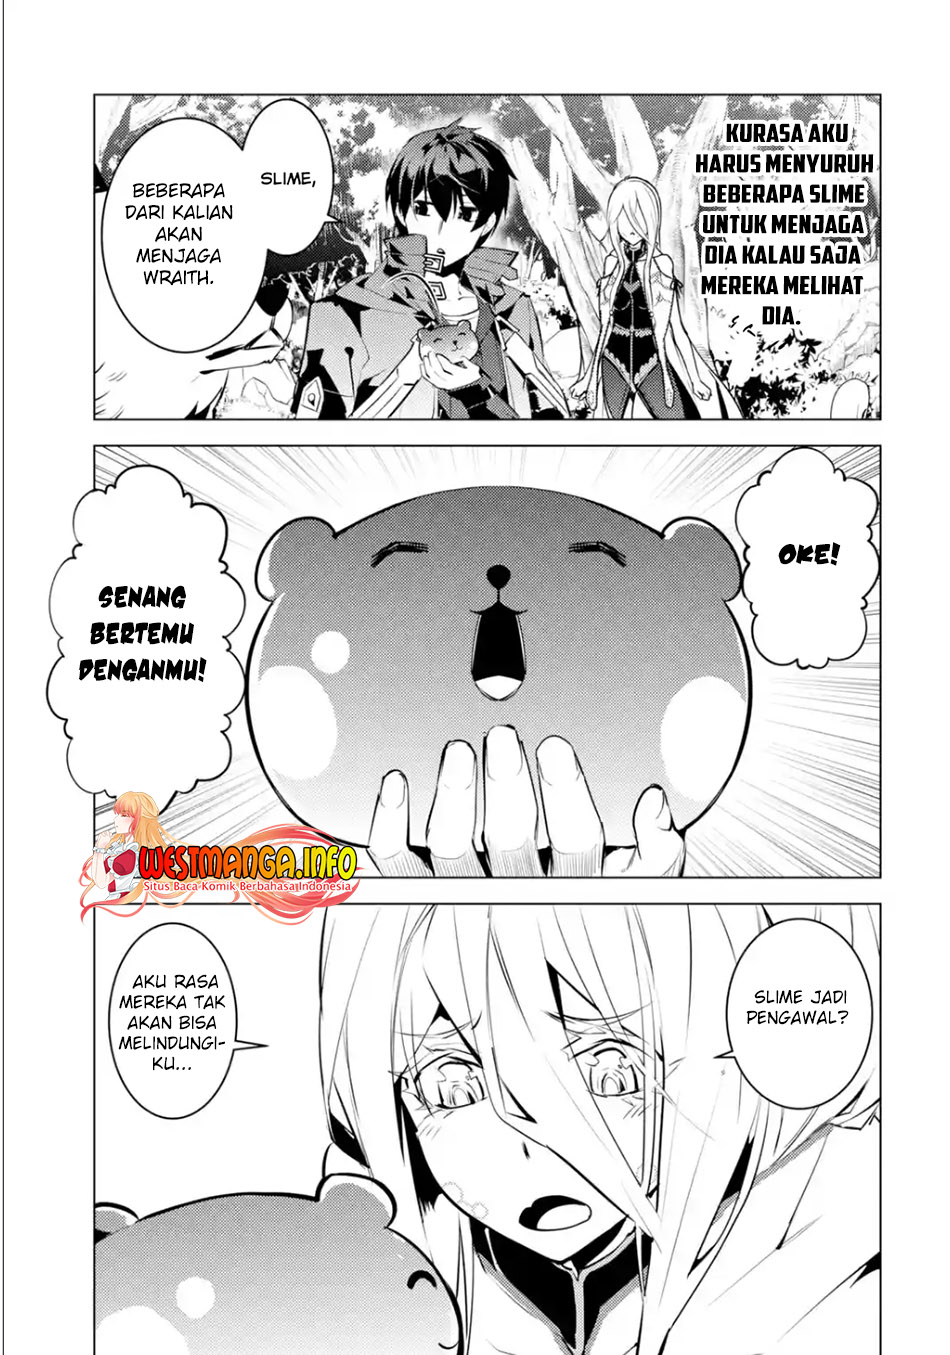 KURASA AKU
HARUS MENYURUH
BEBERAPA SLIME
UNTUK MENJAGA
DIA KALAU SAJA
MEREKA MELIHAT
DIA.
SLIME,
BEBERAPA
DARI KALIAN
AKAN
MENJAGA
WRAITH.
OKE!
SENANG
BERTEMU
DENGANMU!
WESTMANGA.INFO
Situs Baca Komik Berbahasa Indonesia
SLIME JADI
PENGAWAL?
AKU RASA
MEREKA TAK
AKAN BISA
MELINDUNGI-
KU...